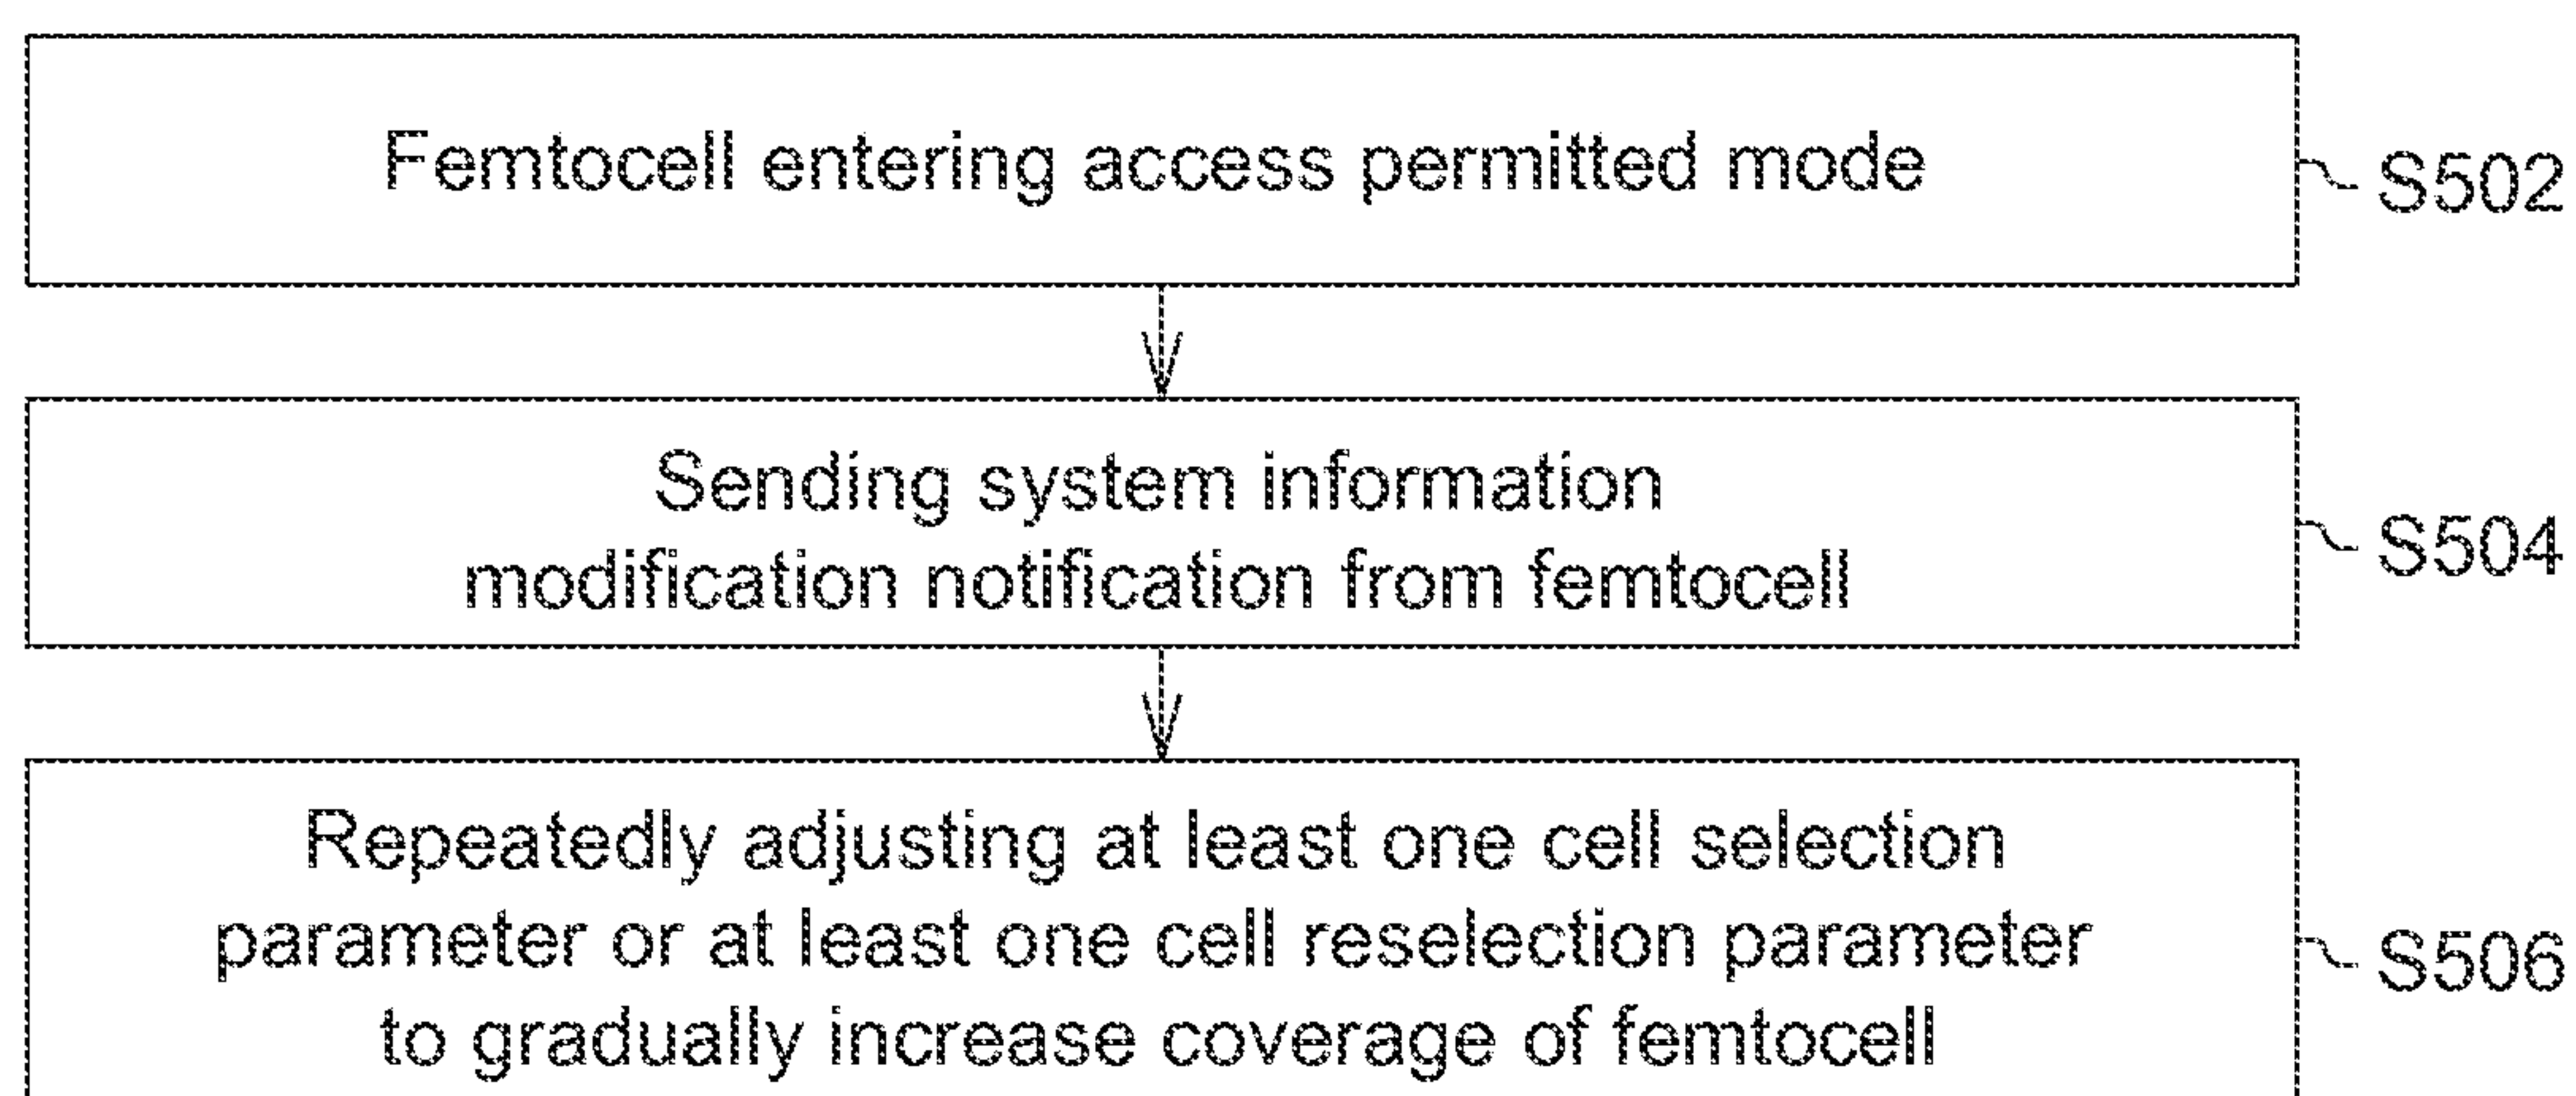 Femtocell entering access permitted mode
S502
Sending system information
modification notification from femtocell
S504
Repeatedly adjusting at least one cell selection
parameter or at least one cell reselection parameter
to gradually increase coverage of femtocell
S506